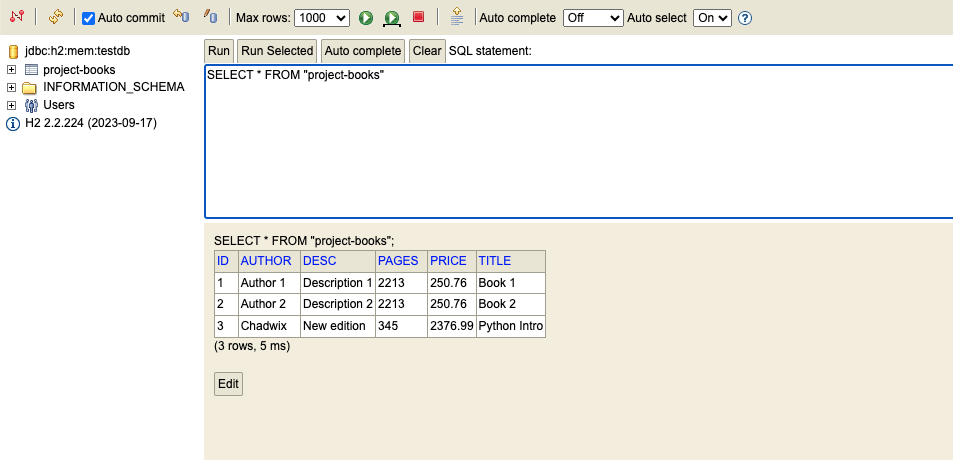 Auto commit Max rows: 1000 Auto complete Off Auto select On
jdbc:h2:mem:testdb
project-books
INFORMATION_SCHEMA
Users
H2 2.2.224 (2023-09-17)
Run Run Selected Auto complete Clear SQL statement:
SELECT * FROM "project-books"
SELECT * FROM "project-books";
ID AUTHOR DESC PAGES PRICE TITLE
1 Author 1 Description 1 2213 250.76 Book 1
2 Author 2 Description 2 2213 250.76 Book 2
3 Chadwix New edition 345 2376.99 Python Intro
(3 rows, 5 ms)
Edit